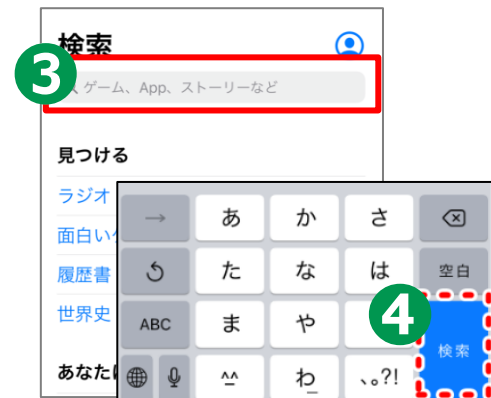 検索
3
ゲーム、App、ストーリーなど
見つける
ラジオ
面白い
履歴書
世界史
あなた
→ あ か さ
た な は 空白
ABC ま や 4
検索
^^ わ 、。?!